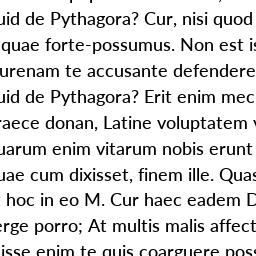 uid de Pythagora? Cur, nisi quod
quae forte-possumus. Non est is
urenam te accusante defendere
uid de Pythagora? Erit enim mec
raece donan, Latine voluptatem v
uarum enim vitarum nobis erunt
uae cum dixisset, finem ille. Quas
hoc in eo M. Cur haec eadem D
erge porro; At multis malis affect
isse enim te quis coarguere poss